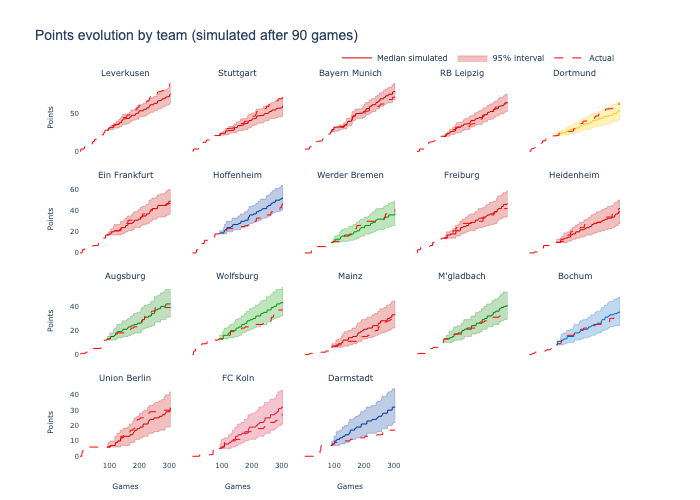 Points evolution by team (simulated after 90 games)
Median simulated 95% interval Actual
Leverkusen Stuttgart Bayern Munich RB Leipzig Dortmund
Points
50
0
Ein Frankfurt Hoffenheim Werder Bremen Freiburg Heidenheim
Points
60
40
20
0
Augsburg Wolfsburg Mainz M'gladbach Bochum
Points
40
20
0
Union Berlin FC Koln Darmstadt
Points
40
30
20
10
0
100 200 300 100 200 300 100 200 300
Games Games Games